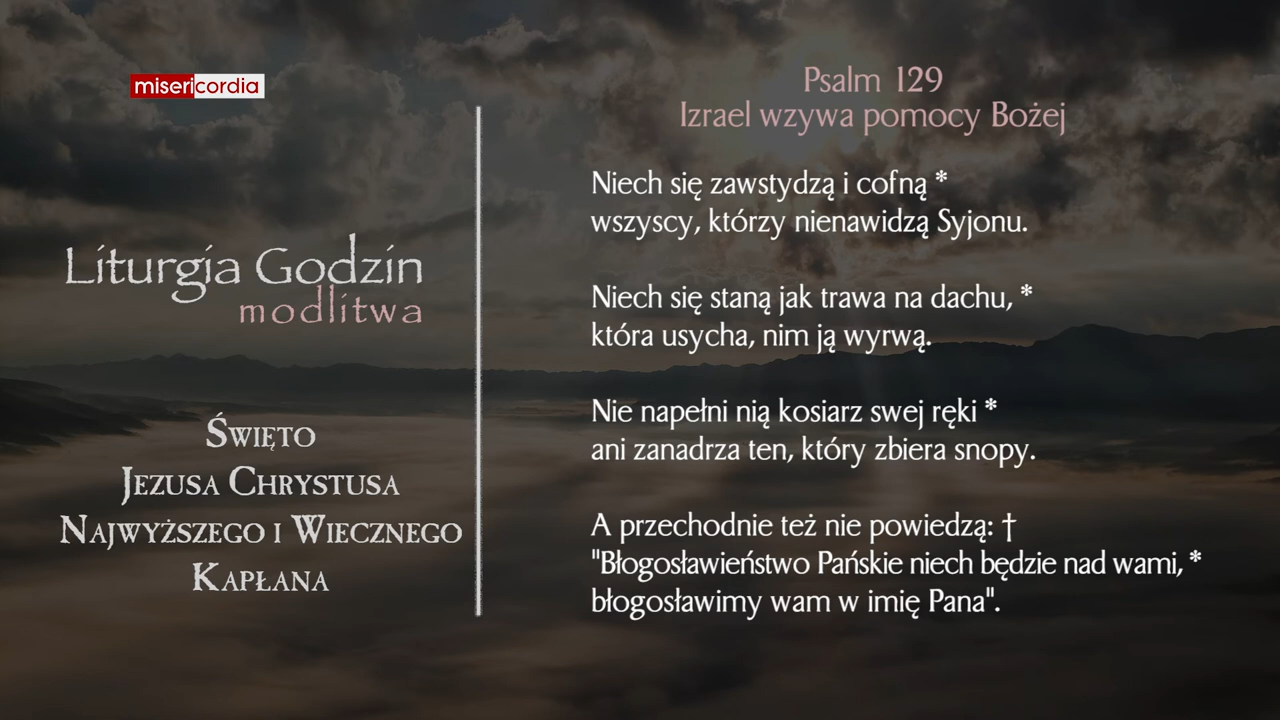 misericordia
Liturgia Godzin
modlitwa
Święto
Jezusa Chrystusa
Najwyższego i Wiecznego
Kapłana
Psalm 129
Izrael wzywa pomocy Bożej
Niech się zawstydzą i cofną *
wszyscy, którzy nienawidzą Syjonu.
Niech się staną jak trawa na dachu, *
która usycha, nim ją wyrwą.
Nie napełni nią kosiarz swej ręki *
ani zanadrza ten, który zbiera snopy.
A przechodnie też nie powiedzą: †
"Błogosławieństwo Pańskie niech będzie nad wami, *
błogosławimy wam w imię Pana".